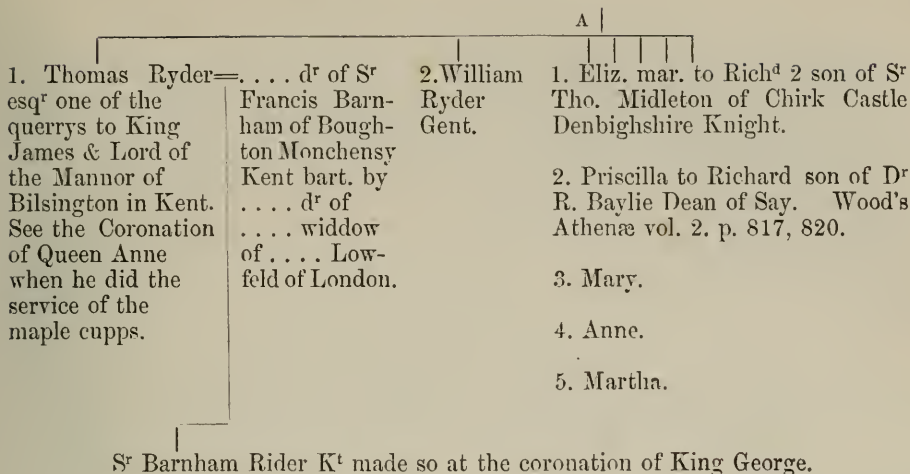 A
1. Thomas Ryder=.... dʳ of Sʳ
esqʳ one of the
querrys to King
James & Lord of
the Mannor of
Bilsington in Kent.
See the Coronation
of Queen Anne
when he did the
service of the
maple cupps.
Francis Barn-
ham of Bough-
ton Monchensy
Kent bart. by
.... dʳ of
.... widdow
of .... Low-
feld of London.
2.William
Ryder
Gent.
1. Eliz. mar. to Richᵈ 2 son of Sʳ
Tho. Midleton of Chirk Castle
Denbighshire Knight.
2. Priscilla to Richard son of Dʳ
R. Baylie Dean of Say. Wood's
Athenæ vol. 2. p. 817, 820.
3. Mary.
4. Anne.
5. Martha.
Sʳ Barnham Rider Kᵗ made so at the coronation of King George.